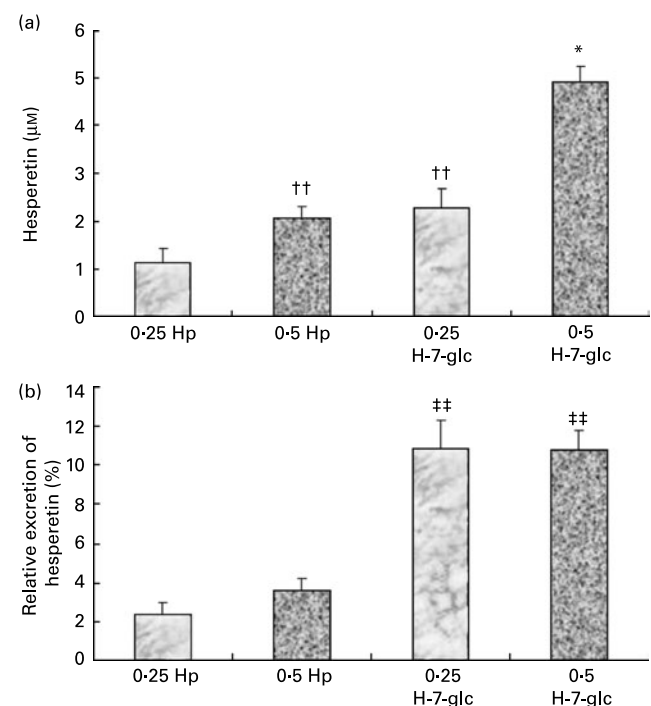 (a)
6
5
4
3
2
1
0
Hesperetin (μM)
††
††
*
0·25 Hp
0·5 Hp
0·25
H-7-glc
0·5
H-7-glc
(b)
14
12
10
8
6
4
2
0
Relative excretion of
hesperetin (%)
‡‡
‡‡
0·25 Hp
0·5 Hp
0·25
H-7-glc
0·5
H-7-glc